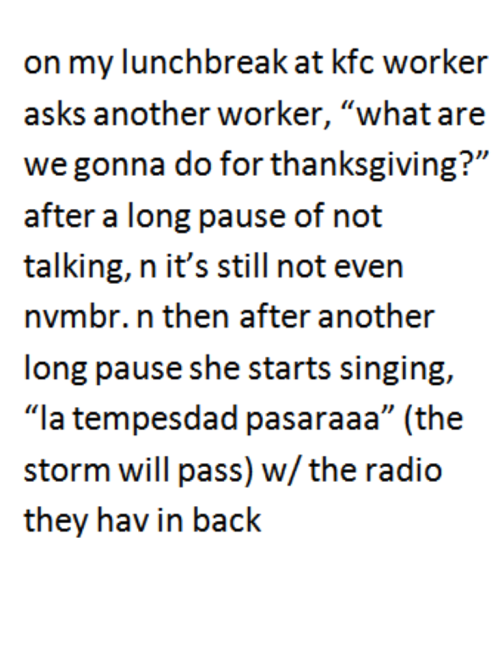 on my lunchbreak at kfc worker
asks another worker, “what are
we gonna do for thanksgiving?”
after a long pause of not
talking, n it’s still not even
nvmbr. n then after another
long pause she starts singing,
“la tempesdad pasaraaa” (the
storm will pass) w/ the radio
they hav in back